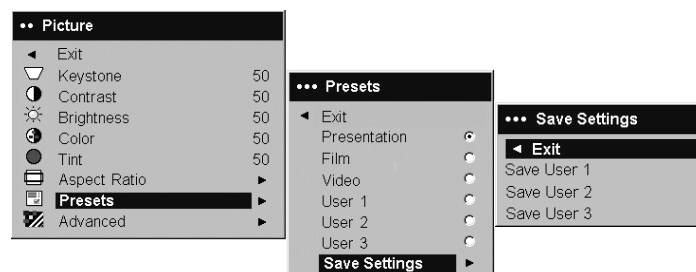 •• Picture
◄ Exit
Keystone 50
Contrast 50
Brightness 50
Color 50
Tint 50
Aspect Ratio ►
Presets ►
Advanced ►
••• Presets
◄ Exit
Presentation
Film
Video
User 1
User 2
User 3
Save Settings ►
••• Save Settings
◄ Exit
Save User 1
Save User 2
Save User 3